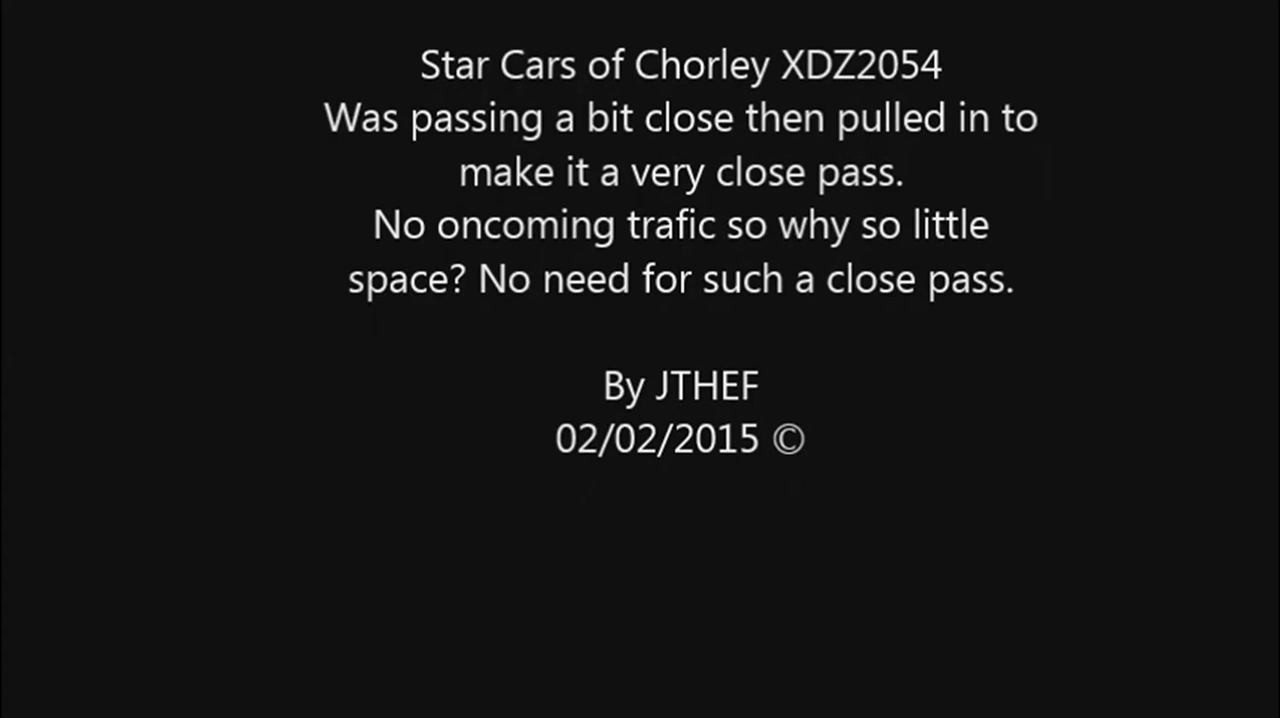 Star Cars of Chorley XDZ2054
Was passing a bit close then pulled in to
make it a very close pass.
No oncoming trafic so why so little
space? No need for such a close pass.
By JTHEF
02/02/2015 ©